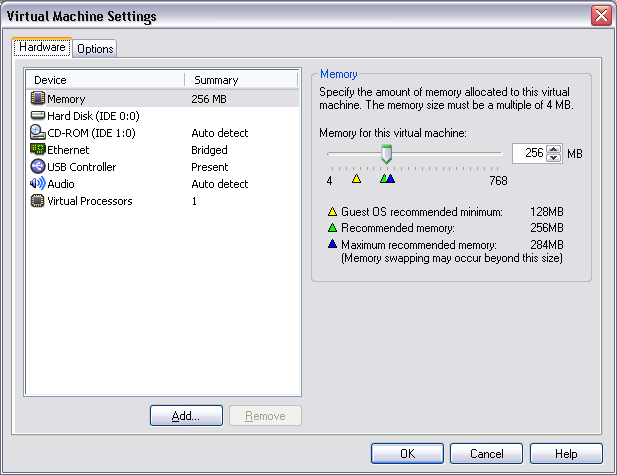 Virtual Machine Settings
Hardware Options
Device Summary
Memory 256 MB
Hard Disk (IDE 0:0)
CD-ROM (IDE 1:0) Auto detect
Ethernet Bridged
USB Controller Present
Audio Auto detect
Virtual Processors 1
Add... Remove
Memory
Specify the amount of memory allocated to this virtual
machine. The memory size must be a multiple of 4 MB.
Memory for this virtual machine:
256 MB
4 768
Guest OS recommended minimum: 128MB
Recommended memory: 256MB
Maximum recommended memory: 284MB
(Memory swapping may occur beyond this size)
OK Cancel Help